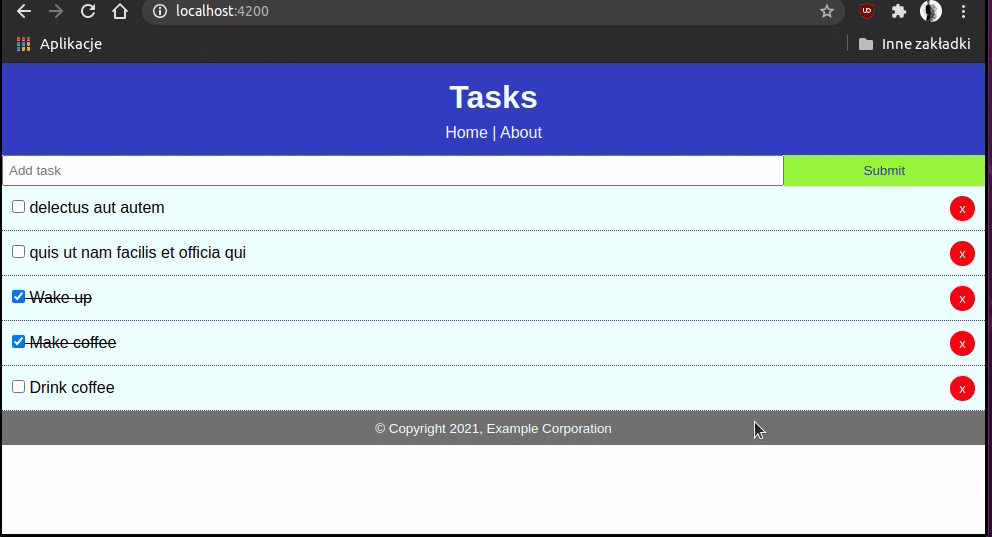 localhost:4200
Aplikacje Inne zakładki
Tasks
Home | About
Add task Submit
delectus aut autem x
quis ut nam facilis et officia qui x
Wake up x
Make coffee x
Drink coffee x
© Copyright 2021, Example Corporation